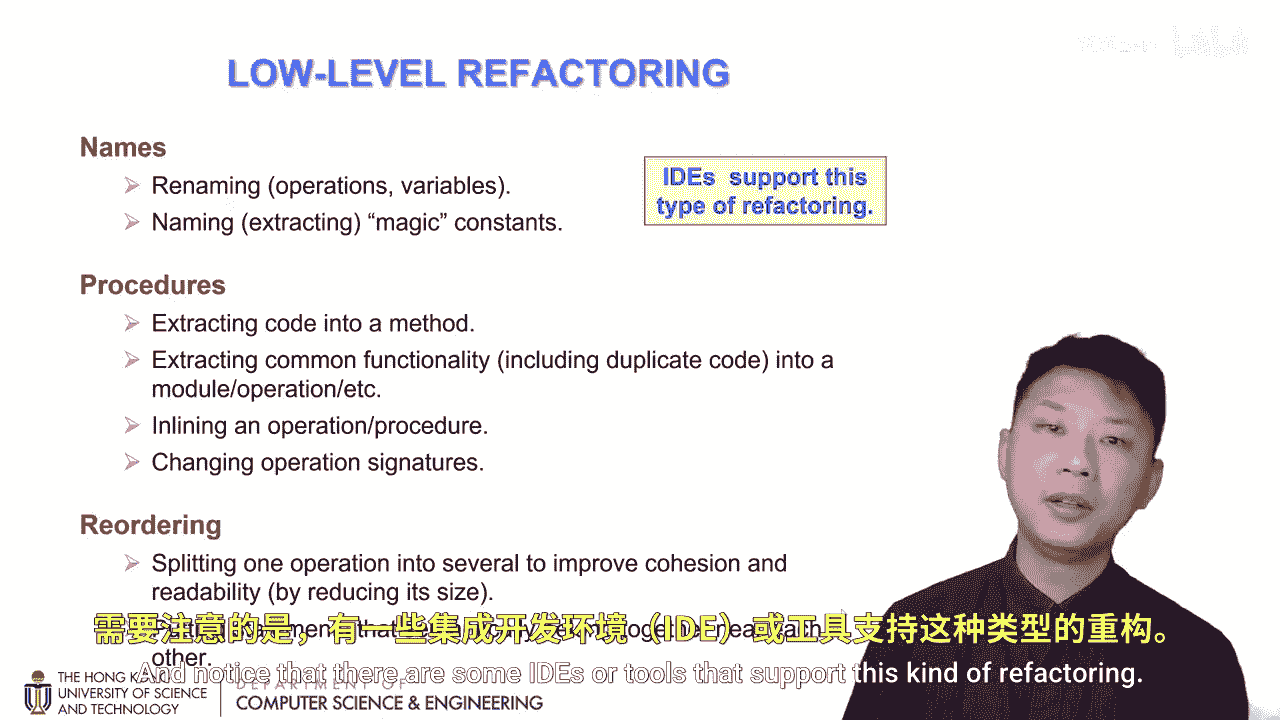 LOW-LEVEL REFACTORING
Names
Renaming (operations, variables).
Naming (extracting) “magic” constants.
IDEs support this
type of refactoring.
Procedures
Extracting code into a method.
Extracting common functionality (including duplicate code) into a
module/operation/etc.
Inlining an operation/procedure.
Changing operation signatures.
Reordering
Splitting one operation into several to improve cohesion and
readability (by reducing its size).
other.
需要注意的是，有一些集成开发环境（IDE）或工具支持这种类型的重构。
And notice that there are some IDEs or tools that support this kind of refactoring.
THE HONG KONG
UNIVERSITY OF SCIENCE
AND TECHNOLOGY
DEPARTMENT OF
COMPUTER SCIENCE & ENGINEERING